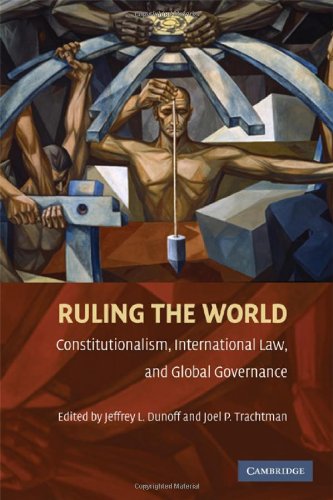 RULING THE WORLD
Constitutionalism, International Law,
and Global Governance
Edited by Jeffrey L. Dunoff and Joel P. Trachtman
CAMBRIDGE